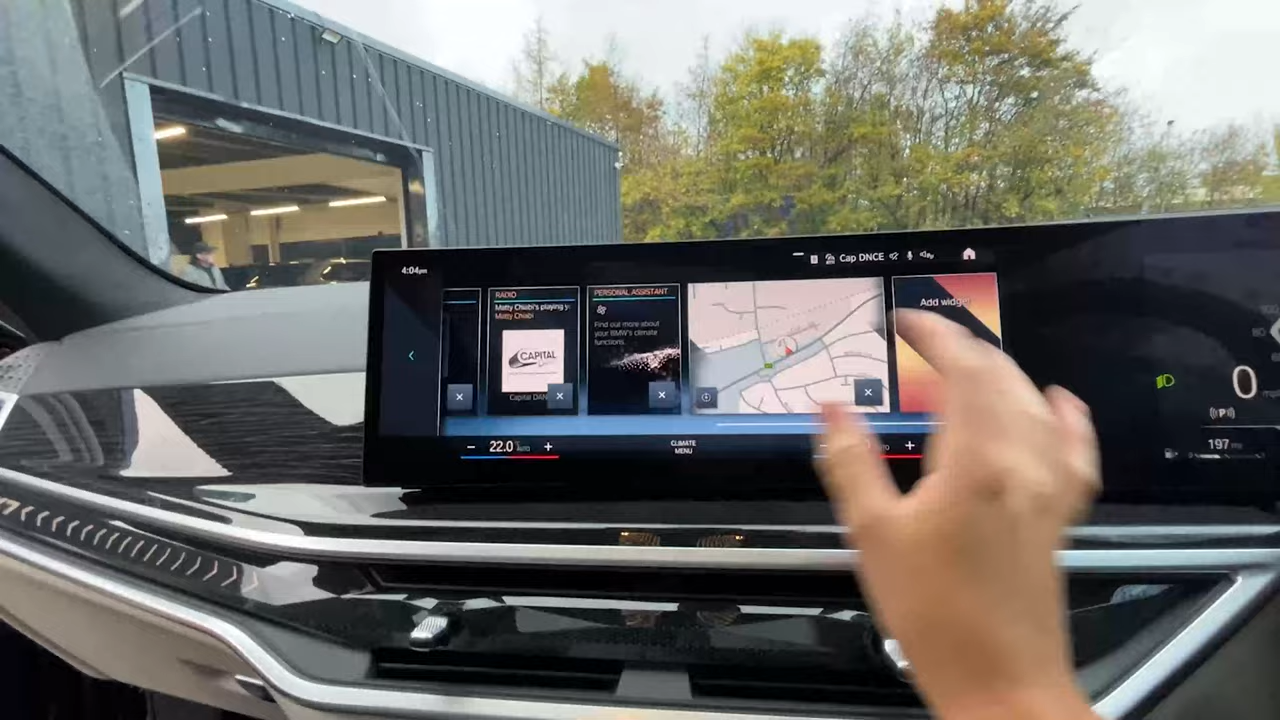 4:04pm
Cap DNCE
RADIO
Matty Chiabi's playing
Matty Chiabi
CAPITAL
Capital DAN
PERSONAL ASSISTANT
Find out more about
your BMW's climate
functions.
Add widget
22.0
AUTO
CLIMATE
MENU
0
mph
(P)
197